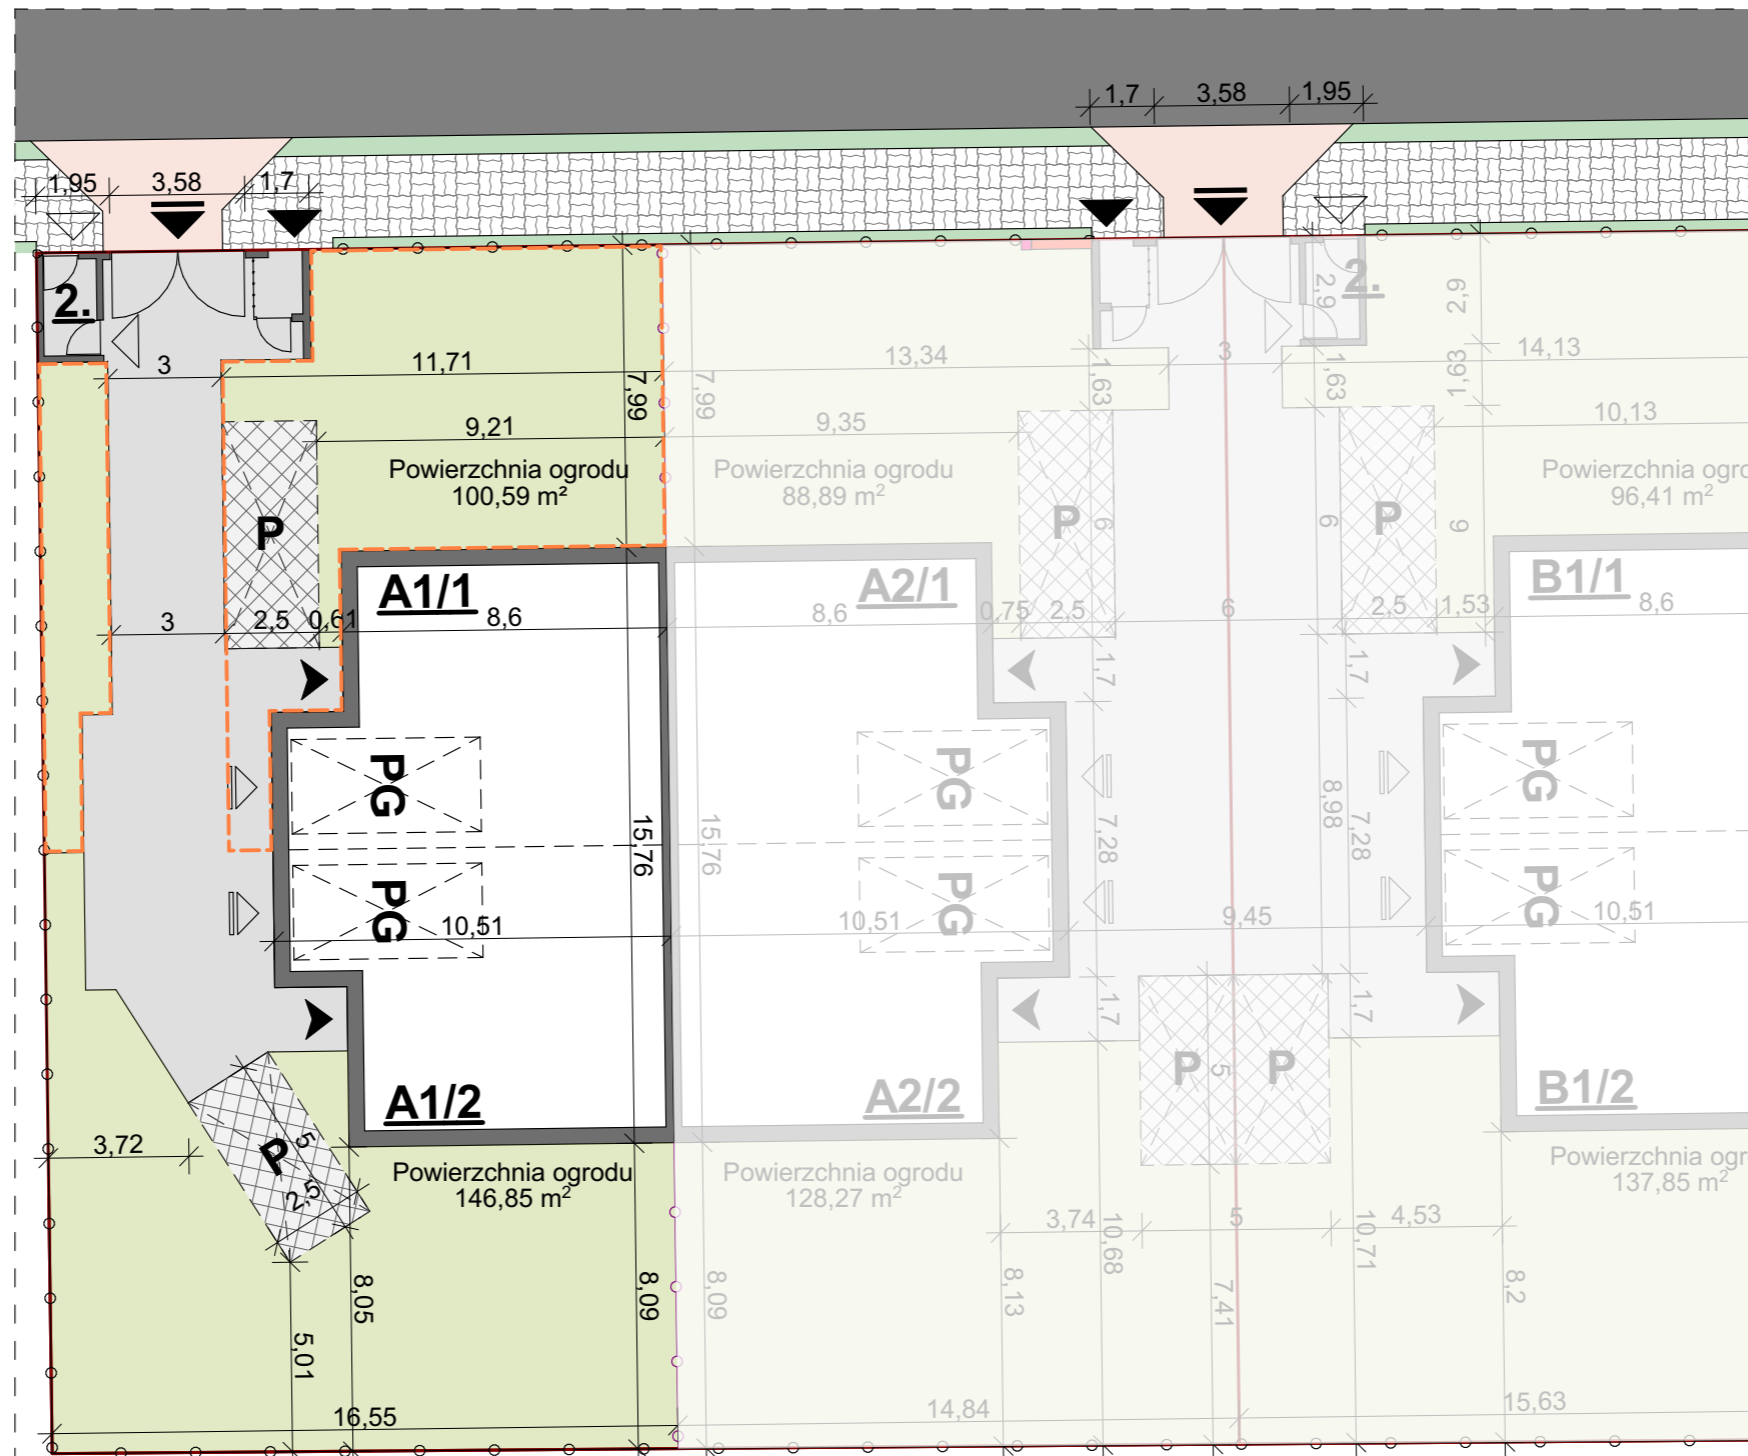 1,7 3,58 1,95
1,95 3,58 1,7
2.
2,9 2. 2,9
3 11,71 7,99
7,99 13,34 1,63 3 1,63 1,63 14,13
9,21 9,35 10,13
Powierzchnia ogrodu
100,59 m²
Powierzchnia ogrodu
88,89 m²
Powierzchnia ogro
96,41 m²
P P 6 6 P 6
A1/1 A2/1 B1/1
3 2,5 0,61 8,6 8,6 0,75 2,5 6 2,5 1,53 8,6
1,7 1,7
PG PG PG
15,76 15,76 7,28 8,98 7,28
PG PG PG
10,51 10,51 9,45 10,51
1,7 1,7
A1/2 A2/2 P 5 P B1/2
3,72 P 5 2,5
Powierzchnia ogrodu
146,85 m²
Powierzchnia ogrodu
128,27 m²
Powierzchnia ogr
137,85 m²
3,74 10,68 5 10,71 4,53
8,05 8,09 8,09 8,13 7,41 8,2
5,01
16,55 14,84 15,63